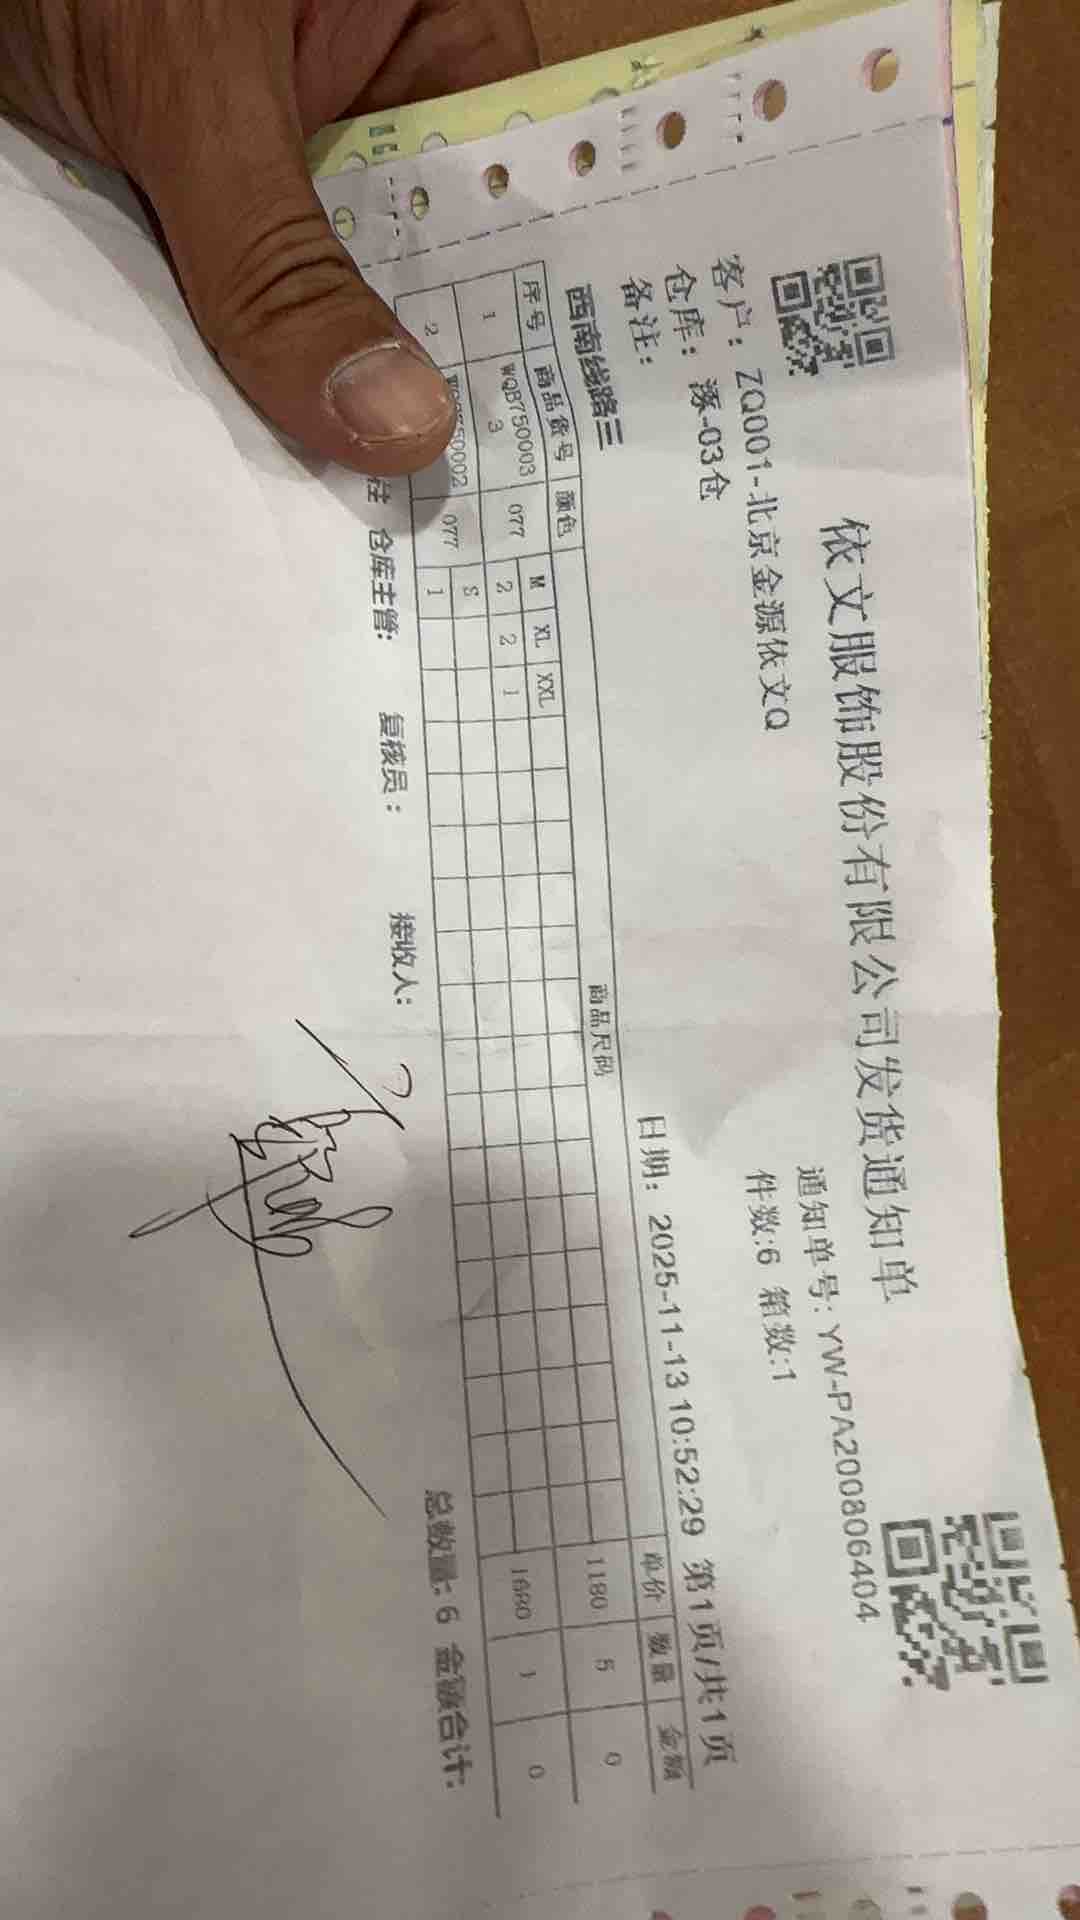 依文服饰股份有限公司发货通知单
通知单号: YW-PA200806404
客户: ZQ001-北京金源依文Q 件数:6 箱数:1
仓库: 涿-03仓
备注:
日期: 2025-11-13 10:52:29 第1页/共1页
西南线路三
序号 商品货号 颜色 商品尺码 单价 数量 金额
M XL XXL
1 WQB7500033 077 2 2 1 1180 5 0
S
2 077 1 1680 1 0
仓库主管: 复核员: 接收人: 总数量: 6 金额合计: